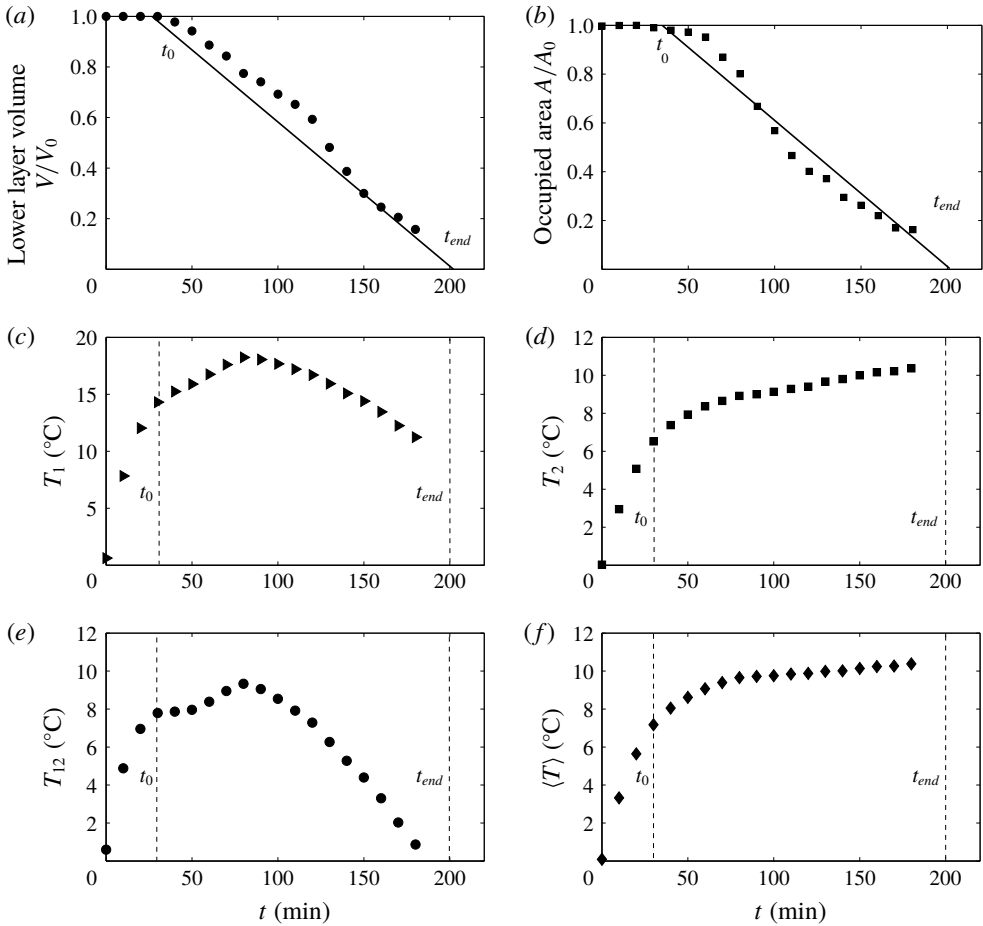 (a)
1.0
0.8
0.6
0.4
0.2
0
50
100
150
200
Lower layer volume
V/V0
t0
tend
(b)
1.0
0.8
0.6
0.4
0.2
0
50
100
150
200
Occupied area A/A0
t0
tend
(c)
20
15
10
5
0
50
100
150
200
T1 (°C)
t0
tend
(d)
12
10
8
6
4
2
0
50
100
150
200
T2 (°C)
t0
tend
(e)
12
10
8
6
4
2
0
50
100
150
200
T12 (°C)
t0
tend
t (min)
(f)
12
10
8
6
4
2
0
50
100
150
200
⟨T⟩ (°C)
t0
tend
t (min)